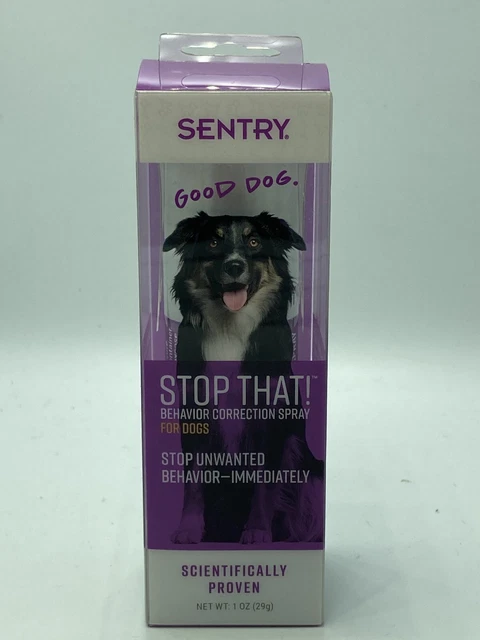 SENTRY®
GOOD DOG.
STOP THAT!™
BEHAVIOR CORRECTION SPRAY
FOR DOGS
STOP UNWANTED
BEHAVIOR—IMMEDIATELY
SCIENTIFICALLY
PROVEN
NET WT. 1 OZ (29g)